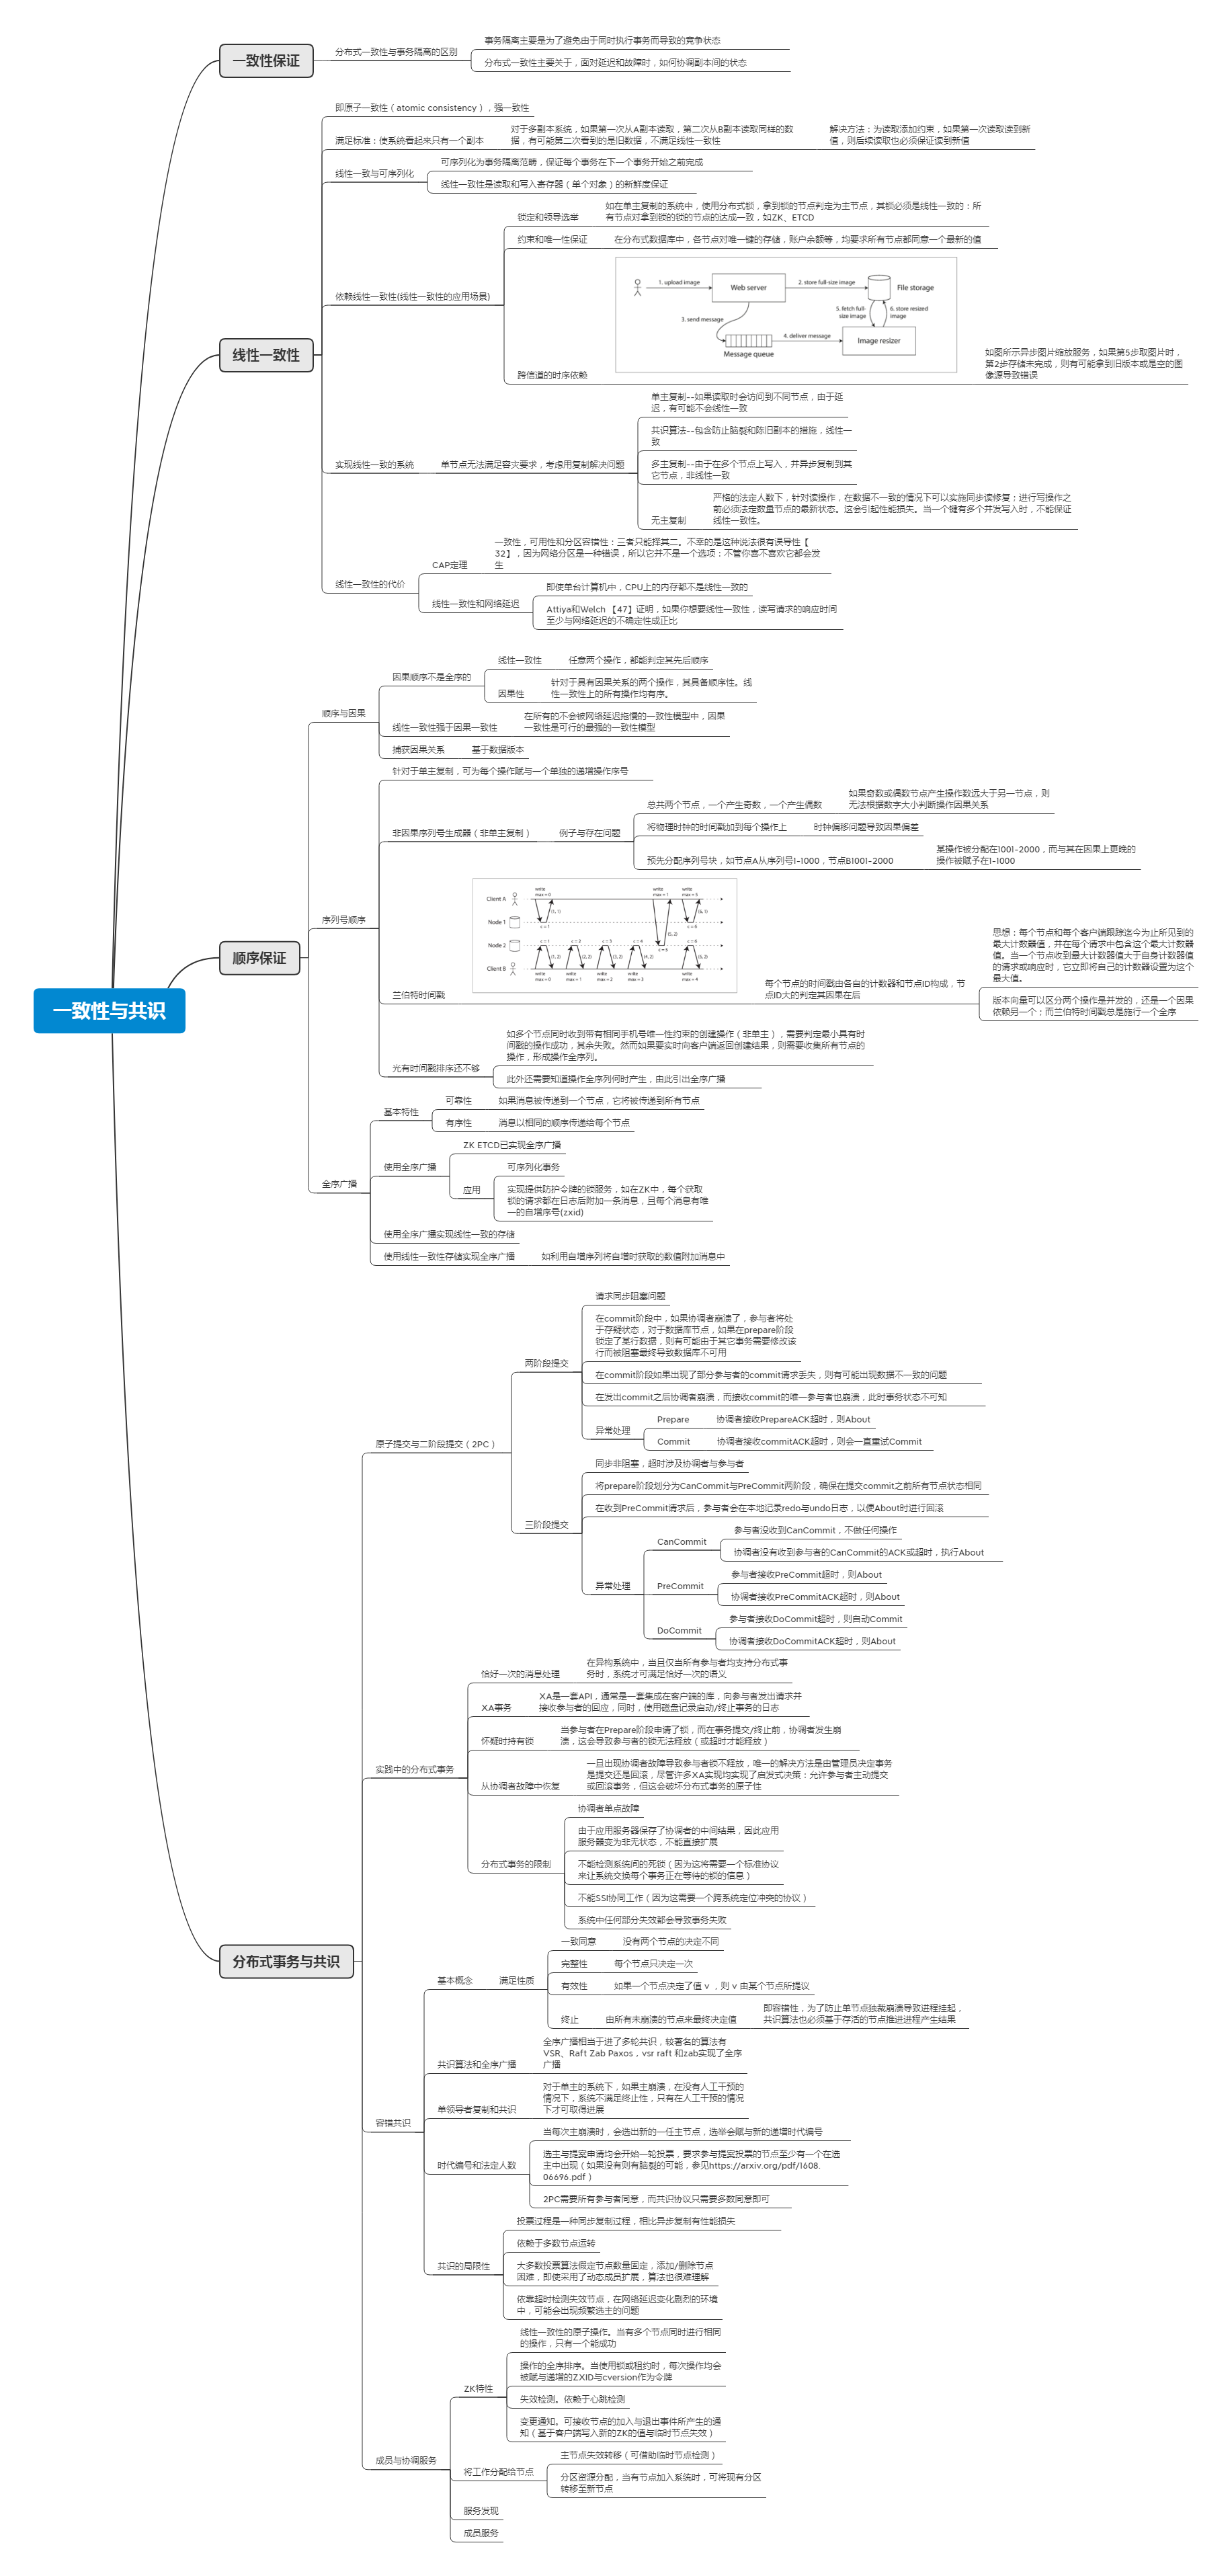 一致性与共识
一致性保证
分布式一致性与事务隔离的区别
事务隔离主要是为了避免由于同时执行事务而导致的竞争状态
分布式一致性主要关于，面对延迟和故障时，如何协调副本间的状态
线性一致性
即原子一致性（atomic consistency），强一致性
满足标准：使系统看起来只有一个副本
对于多副本系统，如果第一次从A副本读取，第二次从B副本读取同样的数
据，有可能第二次看到的是旧数据，不满足线性一致性
解决方法：为读取添加约束，如果第一次读取读到新
值，则后续读取也必须保证读到新值
线性一致与可序列化
可序列化为事务隔离范畴，保证每个事务在下一个事务开始之前完成
线性一致性是读取和写入寄存器（单个对象）的新鲜度保证
依赖线性一致性(线性一致性的应用场景)
锁定和领导选举
如在单主复制的系统中，使用分布式锁，拿到锁的节点判定为主节点，其锁必须是线性一致的：所
有节点对拿到锁的锁的节点的达成一致，如ZK、ETCD
约束和唯一性保证
在分布式数据库中，各节点对唯一键的存储，账户余额等，均要求所有节点都同意一个最新的值
跨信道的时序依赖
1. upload image
Web server
2. store full-size image
File storage
3. send message
5. fetch full-
size image
6. store resized
image
4. deliver message
Message queue
Image resizer
如图所示异步图片缩放服务，如果第5步取图片时，
第2步存储未完成，则有可能拿到旧版本或是空的图
像源导致错误
实现线性一致的系统
单节点无法满足容灾要求，考虑用复制解决问题
单主复制--如果读取时会访问到不同节点，由于延
迟，有可能不会线性一致
共识算法--包含防止脑裂和陈旧副本的措施，线性一
致
多主复制--由于在多个节点上写入，并异步复制到其
它节点，非线性一致
无主复制
严格的法定人数下，针对读操作，在数据不一致的情况下可以实施同步读修复；进行写操作之
前必须法定数量节点的最新状态。这会引起性能损失。当一个键有多个并发写入时，不能保证
线性一致性。
线性一致性的代价
CAP定理
一致性，可用性和分区容错性：三者只能择其二。不幸的是这种说法很有误导性【
32】，因为网络分区是一种错误，所以它并不是一个选项：不管你喜不喜欢它都会发
生
线性一致性和网络延迟
即使单台计算机中，CPU上的内存都不是线性一致的
Attiya和Welch 【47】证明，如果你想要线性一致性，读写请求的响应时间
至少与网络延迟的不确定性成正比
顺序保证
顺序与因果
因果顺序不是全序的
线性一致性
任意两个操作，都能判定其先后顺序
因果性
针对于具有因果关系的两个操作，其具备顺序性。线
性一致性上的所有操作均有序。
线性一致性强于因果一致性
在所有的不会被网络延迟拖慢的一致性模型中，因果
一致性是可行的最强的一致性模型
捕获因果关系
基于数据版本
序列号顺序
针对于单主复制，可为每个操作赋与一个单独的递增操作序号
非因果序列号生成器（非单主复制）
例子与存在问题
总共两个节点，一个产生奇数，一个产生偶数
如果奇数或偶数节点产生操作数远大于另一节点，则
无法根据数字大小判断操作因果关系
将物理时钟的时间戳加到每个操作上
时钟偏移问题导致因果偏差
预先分配序列号块，如节点A从序列号1-1000，节点B1001-2000
某操作被分配在1001-2000，而与其在因果上更晚的
操作被赋予在1-1000
兰伯特时间戳
write
max = 0
write
max = 1
write
max = 5
Client A
(1, 1)
(6, 1)
Node 1
c = 1
c = 6
(5, 2)
Node 2
c = 1
c = 2
c = 3
c = 4
c = 5
c = 6
(1, 2)
(2, 2)
(3, 2)
(4, 2)
(6, 2)
Client B
write
max = 0
write
max = 1
write
max = 2
write
max = 3
write
max = 4
每个节点的时间戳由各自的计数器和节点ID构成，节
点ID大的判定其因果在后
思想：每个节点和每个客户端跟踪迄今为止所见到的
最大计数器值，并在每个请求中包含这个最大计数器
值。当一个节点收到最大计数器值大于自身计数器值
的请求或响应时，它立即将自己的计数器设置为这个
最大值。
版本向量可以区分两个操作是并发的，还是一个因果
依赖另一个；而兰伯特时间戳总是施行一个全序
光有时间戳排序还不够
如多个节点同时收到带有相同手机号唯一性约束的创建操作（非单主），需要判定最小具有时
间戳的操作成功，其余失败。然而如果要实时向客户端返回创建结果，则需要收集所有节点的
操作，形成操作全序列。
此外还需要知道操作全序列何时产生，由此引出全序广播
全序广播
基本特性
可靠性
如果消息被传递到一个节点，它将被传递到所有节点
有序性
消息以相同的顺序传递给每个节点
使用全序广播
ZK ETCD已实现全序广播
应用
可序列化事务
实现提供防护令牌的锁服务，如在ZK中，每个获取
锁的请求都在日志后附加一条消息，且每个消息有唯
一的自增序号(zxid)
使用全序广播实现线性一致的存储
使用线性一致性存储实现全序广播
如利用自增序列将自增时获取的数值附加消息中
分布式事务与共识
原子提交与二阶段提交（2PC）
两阶段提交
请求同步阻塞问题
在commit阶段中，如果协调者崩溃了，参与者将处
于存疑状态，对于数据库节点，如果在prepare阶段
锁定了某行数据，则有可能由于其它事务需要修改该
行而被阻塞最终导致数据库不可用
在commit阶段如果出现了部分参与者的commit请求丢失，则有可能出现数据不一致的问题
在发出commit之后协调者崩溃，而接收commit的唯一参与者也崩溃，此时事务状态不可知
异常处理
Prepare
协调者接收PrepareACK超时，则About
Commit
协调者接收commitACK超时，则会一直重试Commit
三阶段提交
同步非阻塞，超时涉及协调者与参与者
将prepare阶段划分为CanCommit与PreCommit两阶段，确保在提交commit之前所有节点状态相同
在收到PreCommit请求后，参与者会在本地记录redo与undo日志，以便About时进行回滚
异常处理
CanCommit
参与者没收到CanCommit，不做任何操作
协调者没有收到参与者的CanCommit的ACK或超时，执行About
PreCommit
参与者接收PreCommit超时，则About
协调者接收PreCommitACK超时，则About
DoCommit
参与者接收DoCommit超时，则自动Commit
协调者接收DoCommitACK超时，则About
实践中的分布式事务
恰好一次的消息处理
在异构系统中，当且仅当所有参与者均支持分布式事
务时，系统才可满足恰好一次的语义
XA事务
XA是一套API，通常是一套集成在客户端的库，向参与者发出请求并
接收参与者的回应，同时，使用磁盘记录启动/终止事务的日志
怀疑时持有锁
当参与者在Prepare阶段申请了锁，而在事务提交/终止前，协调者发生崩
溃，这会导致参与者的锁无法释放（或超时才能释放）
从协调者故障中恢复
一旦出现协调者故障导致参与者锁不释放，唯一的解决方法是由管理员决定事务
是提交还是回滚，尽管许多XA实现均实现了启发式决策：允许参与者主动提交
或回滚事务，但这会破坏分布式事务的原子性
分布式事务的限制
协调者单点故障
由于应用服务器保存了协调者的中间结果，因此应用
服务器变为非无状态，不能直接扩展
不能检测系统间的死锁（因为这将需要一个标准协议
来让系统交换每个事务正在等待的锁的信息）
不能SSI协同工作（因为这需要一个跨系统定位冲突的协议）
系统中任何部分失效都会导致事务失败
容错共识
基本概念
满足性质
一致同意
没有两个节点的决定不同
完整性
每个节点只决定一次
有效性
如果一个节点决定了值 v ，则 v 由某个节点所提议
终止
由所有未崩溃的节点来最终决定值
即容错性，为了防止单节点独裁崩溃导致进程挂起，
共识算法也必须基于存活的节点推进进程产生结果
共识算法和全序广播
全序广播相当于进了多轮共识，较著名的算法有
VSR、Raft Zab Paxos，vsr raft 和zab实现了全序
广播
单领导者复制和共识
对于单主的系统下，如果主崩溃，在没有人工干预的
情况下，系统不满足终止性，只有在人工干预的情况
下才可取得进展
时代编号和法定人数
当每次主崩溃时，会选出新的一任主节点，选举会赋与新的递增时代编号
选主与提案申请均会开始一轮投票，要求参与提案投票的节点至少有一个在选
主中出现（如果没有则有脑裂的可能，参见https://arxiv.org/pdf/1608.
06696.pdf）
2PC需要所有参与者同意，而共识协议只需要多数同意即可
共识的局限性
投票过程是一种同步复制过程，相比异步复制有性能损失
依赖于多数节点运转
大多数投票算法假定节点数量固定，添加/删除节点
困难，即使采用了动态成员扩展，算法也很难理解
依靠超时检测失效节点，在网络延迟变化剧烈的环境
中，可能会出现频繁选主的问题
成员与协调服务
ZK特性
线性一致性的原子操作。当有多个节点同时进行相同
的操作，只有一个能成功
操作的全序排序。当使用锁或租约时，每次操作均会
被赋与递增的ZXID与cversion作为令牌
失效检测。依赖于心跳检测
变更通知。可接收节点的加入与退出事件所产生的通
知（基于客户端写入新的ZK的值与临时节点失效）
将工作分配给节点
主节点失效转移（可借助临时节点检测）
分区资源分配，当有节点加入系统时，可将现有分区
转移至新节点
服务发现
成员服务